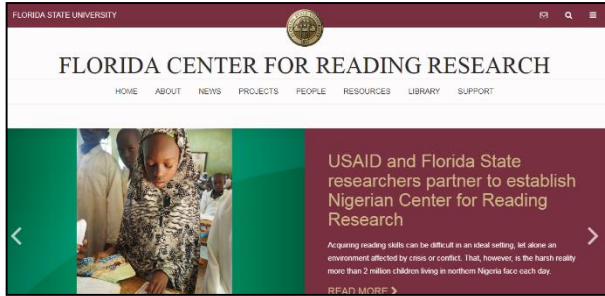 FLORIDA STATE UNIVERSITY
FLORIDA CENTER FOR READING RESEARCH
HOME ABOUT NEWS PROJECTS PEOPLE RESOURCES LIBRARY SUPPORT
USAID and Florida State
researchers partner to establish
Nigerian Center for Reading
Research
Acquiring reading skills can be difficult in an ideal setting, let alone an
environment affected by crisis or conflict. That, however, is the harsh reality
more than 2 million children living in northern Nigeria face each day.
READ MORE